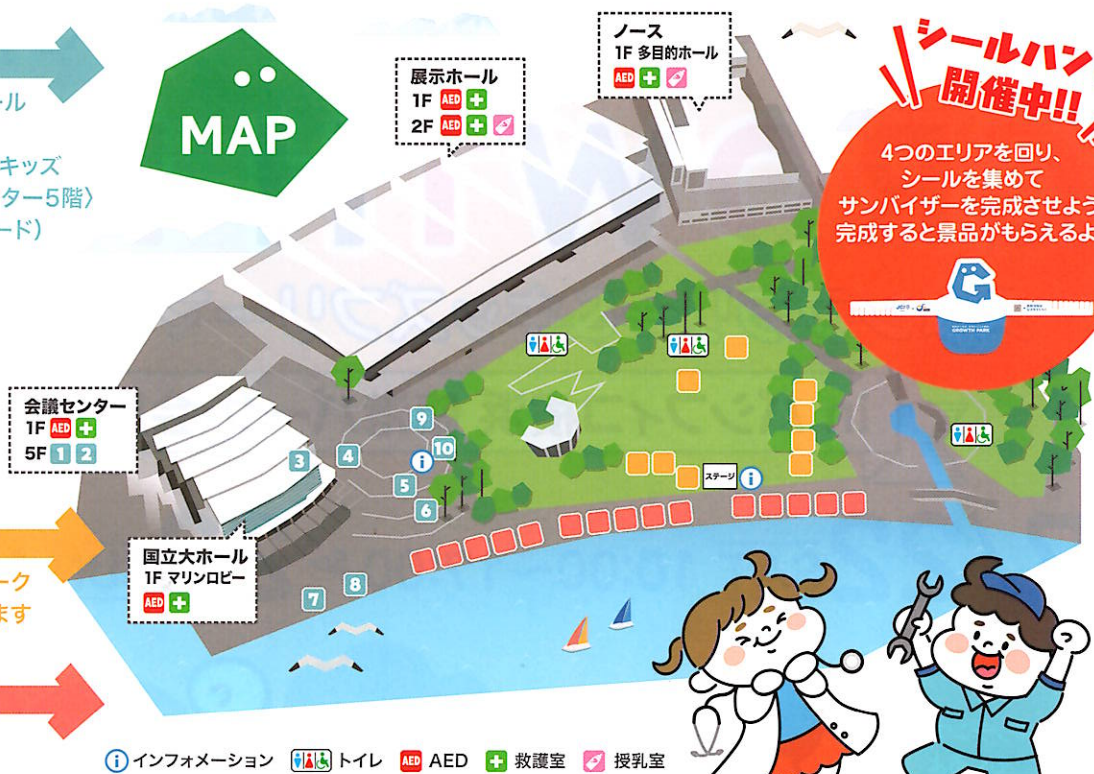 ール
キッズ
ター5階〉
ード)
ーク
ます
MAP
展示ホール
1F AED
2F AED
ノース
1F 多目的ホール
AED
シールハン
開催中!!
4つのエリアを回り、
シールを集めて
サンバイザーを完成させよう
完成すると景品がもらえるよ
G
GROWTH PARK
会議センター
1F AED
5F 1 2
3
4
9
10
i
5
6
7
8
国立大ホール
1F マリンロビー
AED
ステージ i
i インフォメーション トイレ AED AED 救護室 授乳室